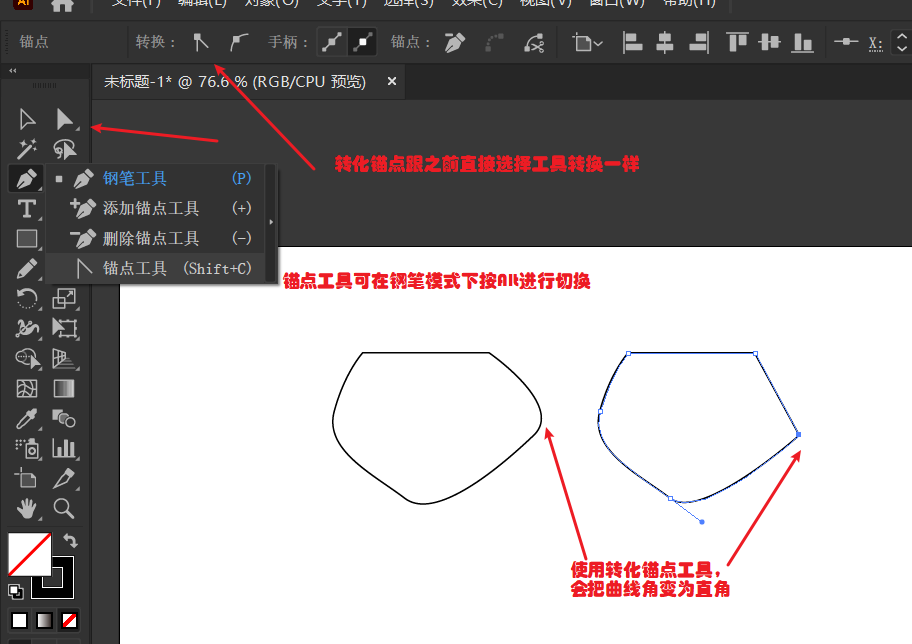 Ai 文件(F) 编辑(E) 对象(O) 文字(T) 选择(S) 效果(C) 视图(V) 窗口(W) 帮助(H)
锚点 转换： 手柄： 锚点： X:
未标题-1* @ 76.6 % (RGB/CPU 预览) ×
转化锚点跟之前直接选择工具转换一样
钢笔工具 (P)
添加锚点工具 (+)
删除锚点工具 (-)
锚点工具 (Shift+C)
锚点工具可在钢笔模式下按Alt进行切换
使用转化锚点工具，
会把曲线角变为直角